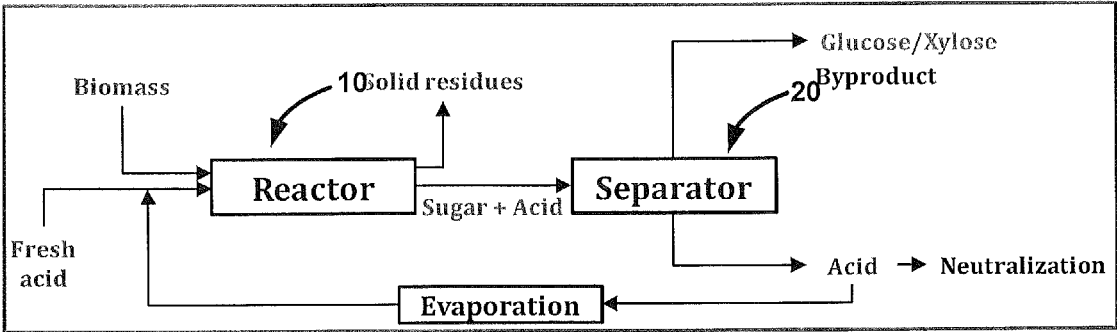 Glucose/Xylose
Byproduct
Biomass
10
Solid residues
20
Reactor
Separator
Sugar + Acid
Fresh
acid
Acid
Neutralization
Evaporation